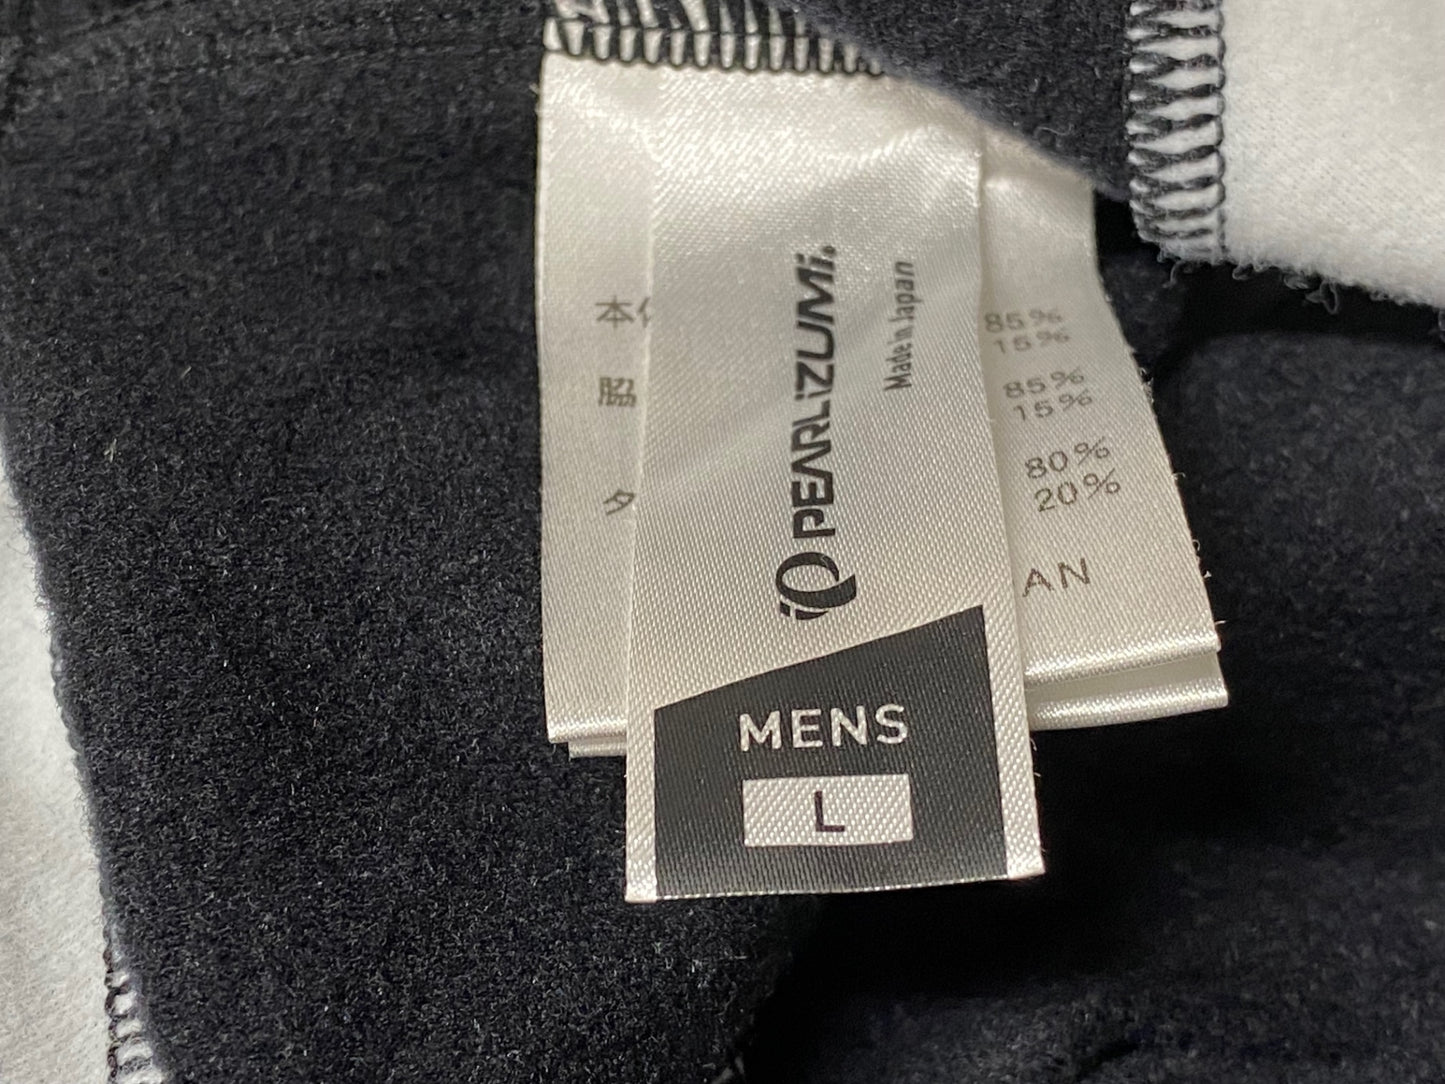 PEARLiZUMi.
Made in Japan
MENS
L
本
85%
15%
脇
85%
15%
タ
80%
20%
AN